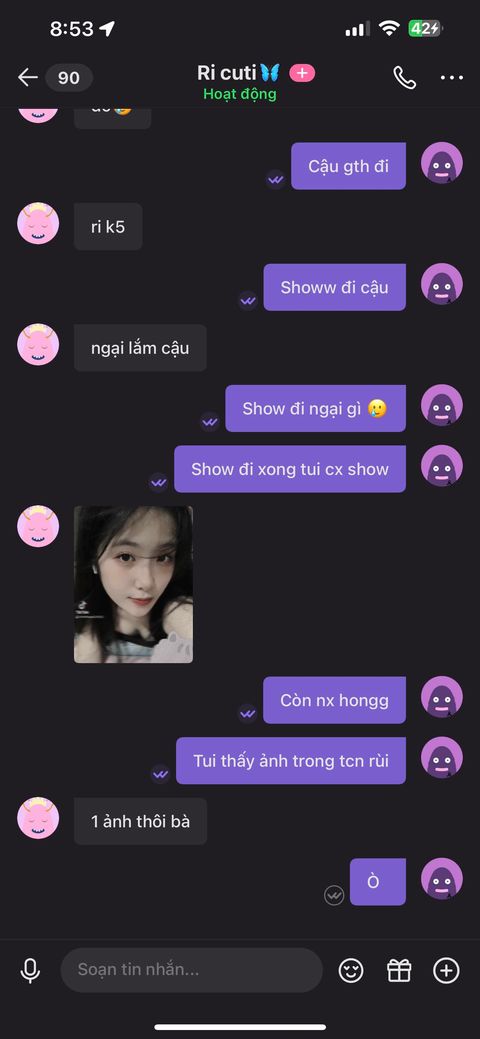 8:53
42
90
Ri cuti🦋
Hoạt động
Cậu gth đi
ri k5
Showw đi cậu
ngại lắm cậu
Show đi ngại gì 🥲
Show đi xong tui cx show
Còn nx hongg
Tui thấy ảnh trong tcn rùi
1 ảnh thôi bà
Ò
Soạn tin nhắn...